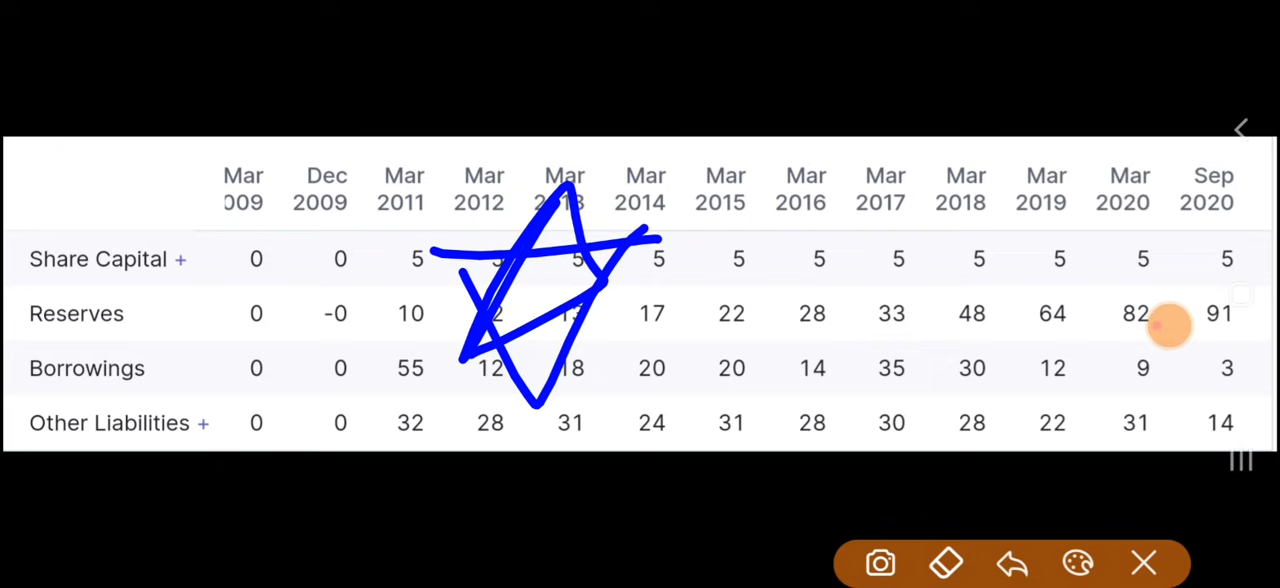 Mar Dec Mar Mar Mar Mar Mar Mar Mar Mar Mar Mar Sep
009 2009 2011 2012 2013 2014 2015 2016 2017 2018 2019 2020 2020
Share Capital + 0 0 5 5 5 5 5 5 5 5 5 5
Reserves 0 -0 10 17 22 28 33 48 64 82 91
Borrowings 0 0 55 12 18 20 20 14 35 30 12 9 3
Other Liabilities + 0 0 32 28 31 24 31 28 30 28 22 31 14